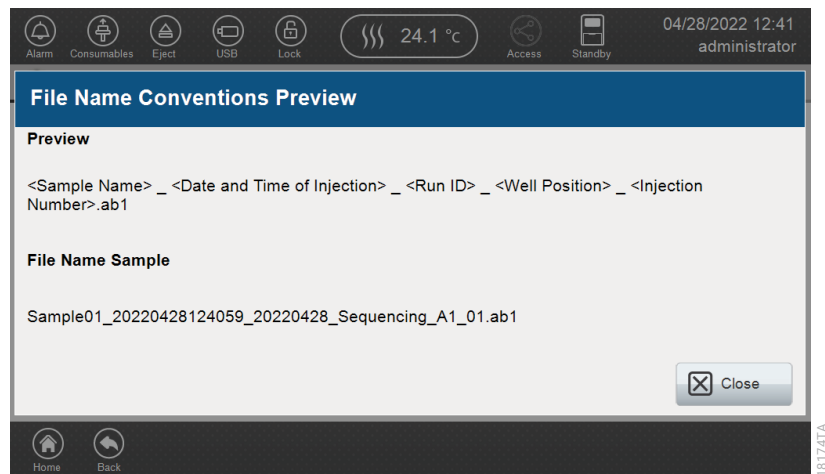 Alarm Consumables Eject USB Lock 24.1 °c Access Standby 04/28/2022 12:41
administrator
File Name Conventions Preview
Preview
<Sample Name> _ <Date and Time of Injection> _ <Run ID> _ <Well Position> _ <Injection
Number>.ab1
File Name Sample
Sample01_20220428124059_20220428_Sequencing_A1_01.ab1
Close
Home Back